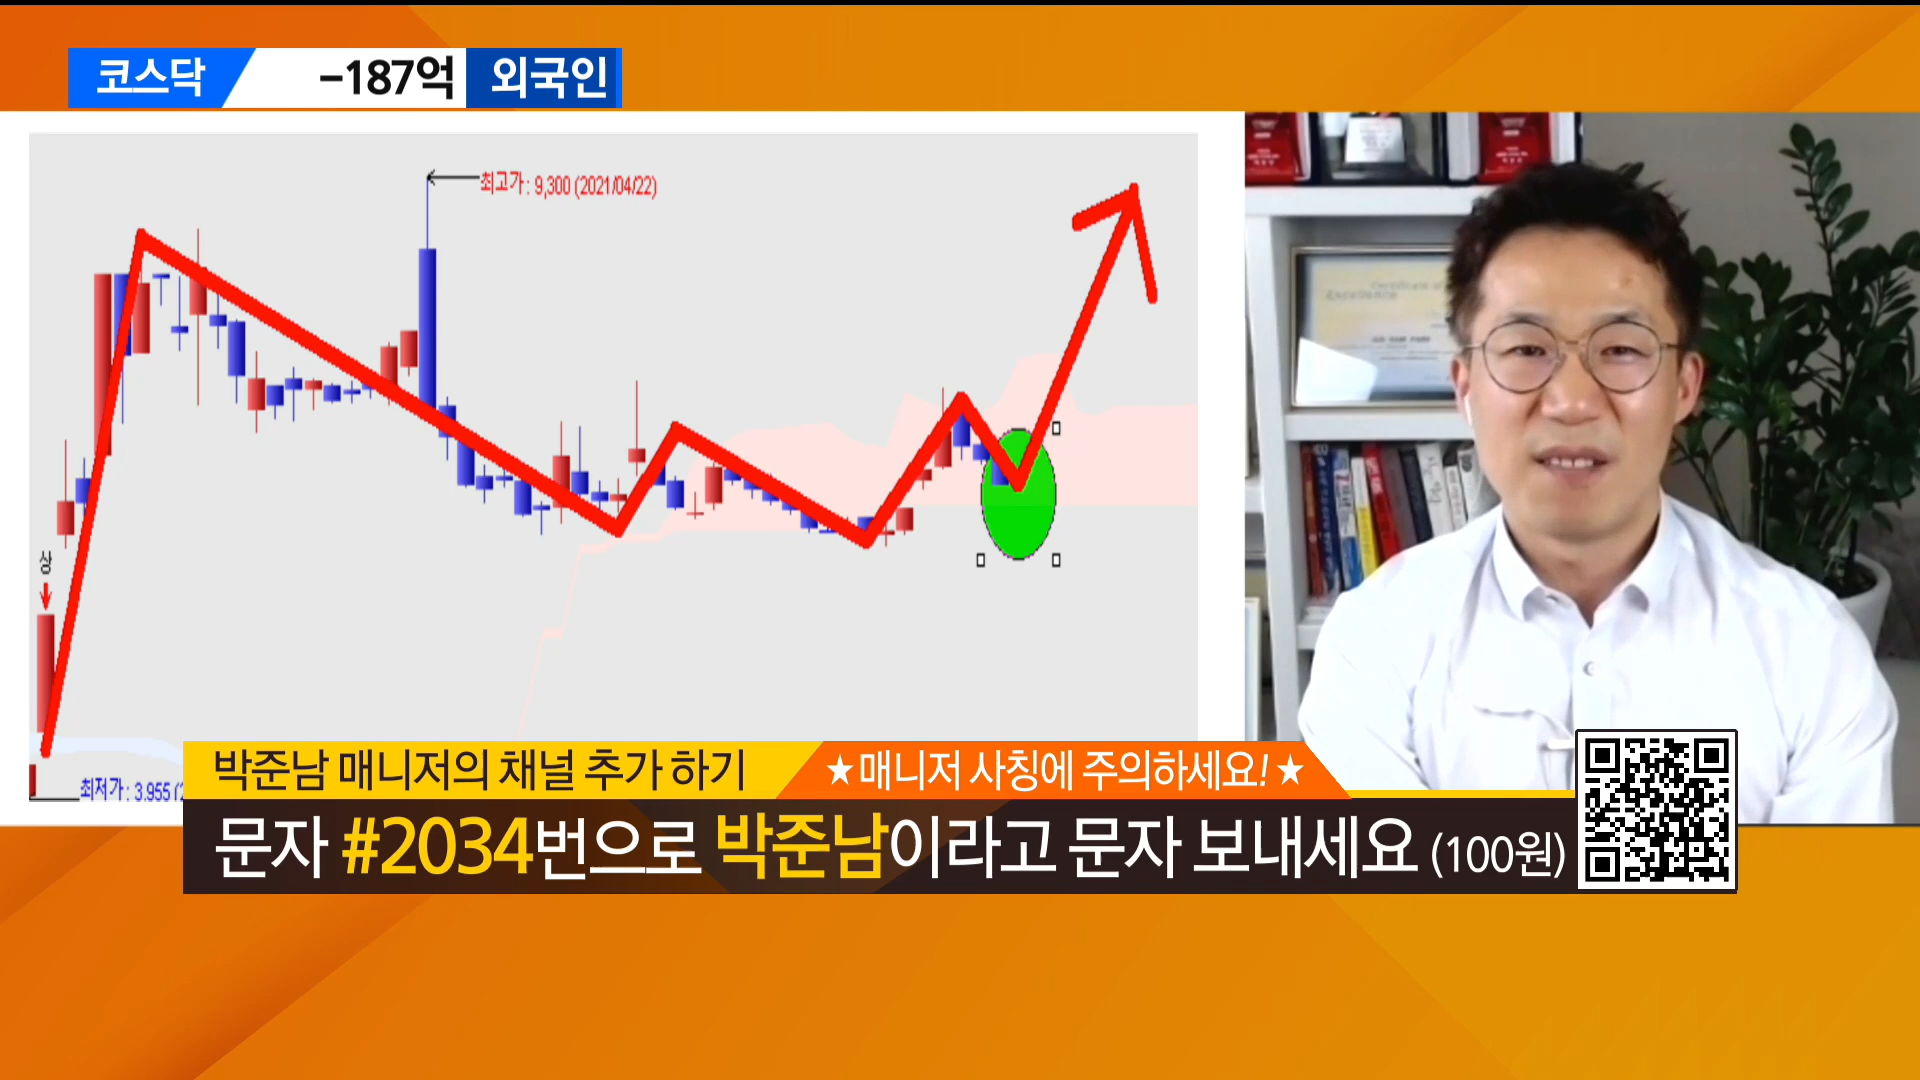 코스닥 -187억 외국인
최고가 : 9,300 (2021/04/22)
상
최저가 : 3,955
박준남 매니저의 채널 추가 하기
★매니저 사칭에 주의하세요!★
문자 #2034번으로 박준남이라고 문자 보내세요 (100원)
Certificate of
Excellence